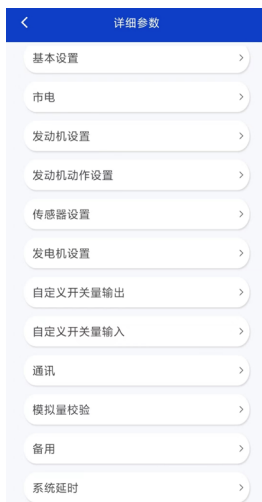 详细参数
基本设置
市电
发动机设置
发动机动作设置
传感器设置
发电机设置
自定义开关量输出
自定义开关量输入
通讯
模拟量校验
备用
系统延时